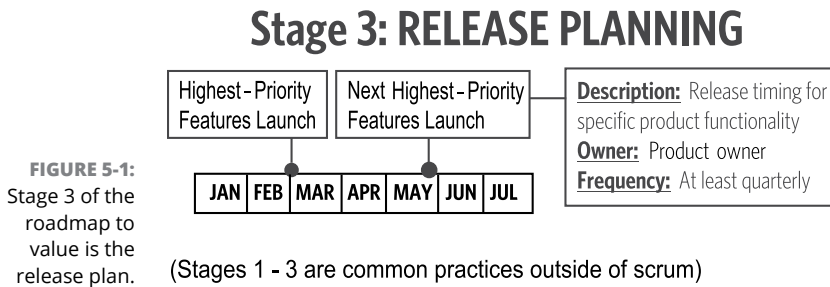 Stage 3: RELEASE PLANNING
Highest-Priority
Features Launch
Next Highest-Priority
Features Launch
Description: Release timing for
specific product functionality
Owner: Product owner
Frequency: At least quarterly
JAN FEB MAR APR MAY JUN JUL
FIGURE 5-1:
Stage 3 of the
roadmap to
value is the
release plan.
(Stages 1 - 3 are common practices outside of scrum)